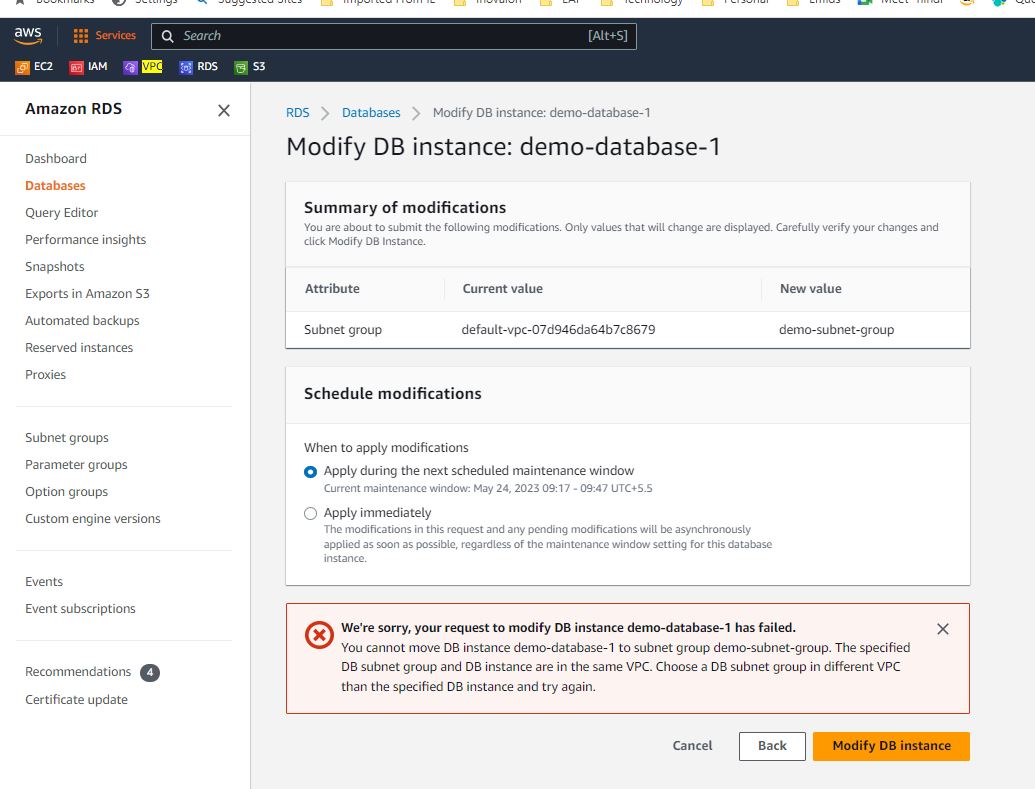 Bookmarks Settings Suggested Sites Imported From IE Inovalon EAP Technology Personal
aws
Services
Search [Alt+S]
EC2 IAM VPC RDS S3
Amazon RDS
Dashboard
Databases
Query Editor
Performance insights
Snapshots
Exports in Amazon S3
Automated backups
Reserved instances
Proxies
Subnet groups
Parameter groups
Option groups
Custom engine versions
Events
Event subscriptions
Recommendations 4
Certificate update
RDS Databases Modify DB instance: demo-database-1
Modify DB instance: demo-database-1
Summary of modifications
You are about to submit the following modifications. Only values that will change are displayed. Carefully verify your changes and
click Modify DB Instance.
Attribute Current value New value
Subnet group default-vpc-07d946da64b7c8679 demo-subnet-group
Schedule modifications
When to apply modifications
Apply during the next scheduled maintenance window
Current maintenance window: May 24, 2023 09:17 - 09:47 UTC+5.5
Apply immediately
The modifications in this request and any pending modifications will be asynchronously
applied as soon as possible, regardless of the maintenance window setting for this database
instance.
We're sorry, your request to modify DB instance demo-database-1 has failed.
You cannot move DB instance demo-database-1 to subnet group demo-subnet-group. The specified
DB subnet group and DB instance are in the same VPC. Choose a DB subnet group in different VPC
than the specified DB instance and try again.
Cancel Back Modify DB instance